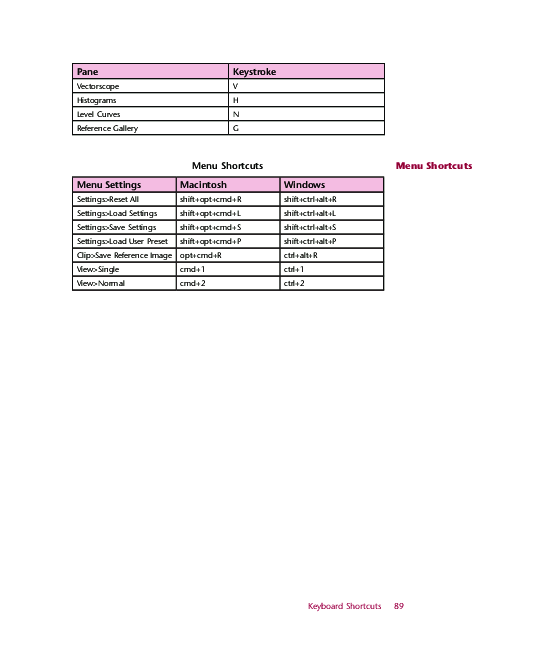 Pane Keystroke
Vectorscope V
Histograms H
Level Curves N
Reference Gallery G
Menu Shortcuts Menu Shortcuts
Menu Settings Macintosh Windows
Settings>Reset All shift+opt+cmd+R shift+ctrl+alt+R
Settings>Load Settings shift+opt+cmd+L shift+ctrl+alt+L
Settings>Save Settings shift+opt+cmd+S shift+ctrl+alt+S
Settings>Load User Preset shift+opt+cmd+P shift+ctrl+alt+P
Clip>Save Reference Image opt+cmd+R ctrl+alt+R
View>Single cmd+1 ctrl+1
View>Normal cmd+2 ctrl+2
Keyboard Shortcuts 89